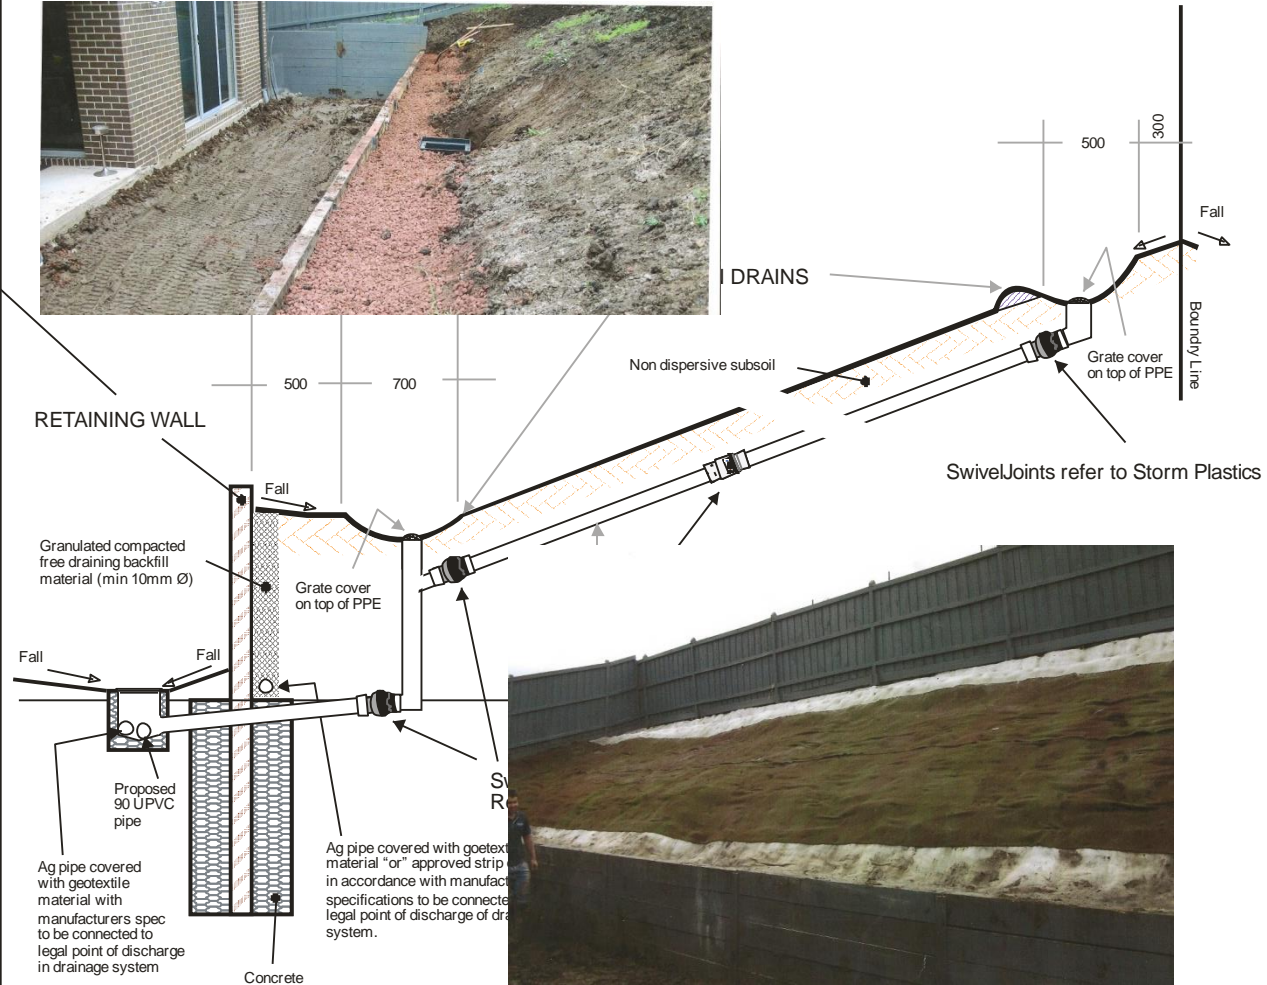 500
300
Fall
DRAINS
Boundry Line
Non dispersive subsoil
Grate cover
on top of PPE
500
700
RETAINING WALL
SwivelJoints refer to Storm Plastics
Fall
Granulated compacted
free draining backfill
material (min 10mm Ø)
Grate cover
on top of PPE
Fall
Fall
Proposed
90 UPVC
pipe
Ag pipe covered
with geotextile
material with
manufacturers spec
to be connected to
legal point of discharge
in drainage system
Ag pipe covered with
material “or” approved strip
in accordance with
specifications to be
legal point of discharge of
system.
Concrete